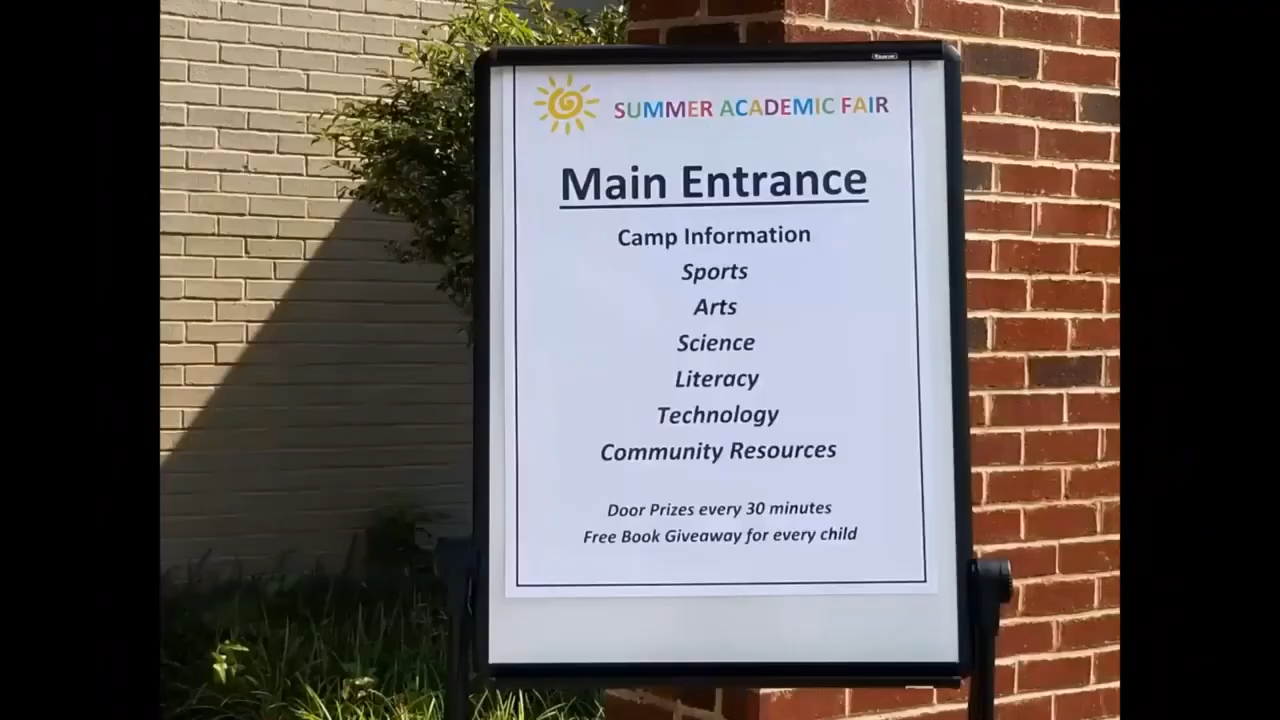 SUMMER ACADEMIC FAIR
Main Entrance
Camp Information
Sports
Arts
Science
Literacy
Technology
Community Resources
Door Prizes every 30 minutes
Free Book Giveaway for every child